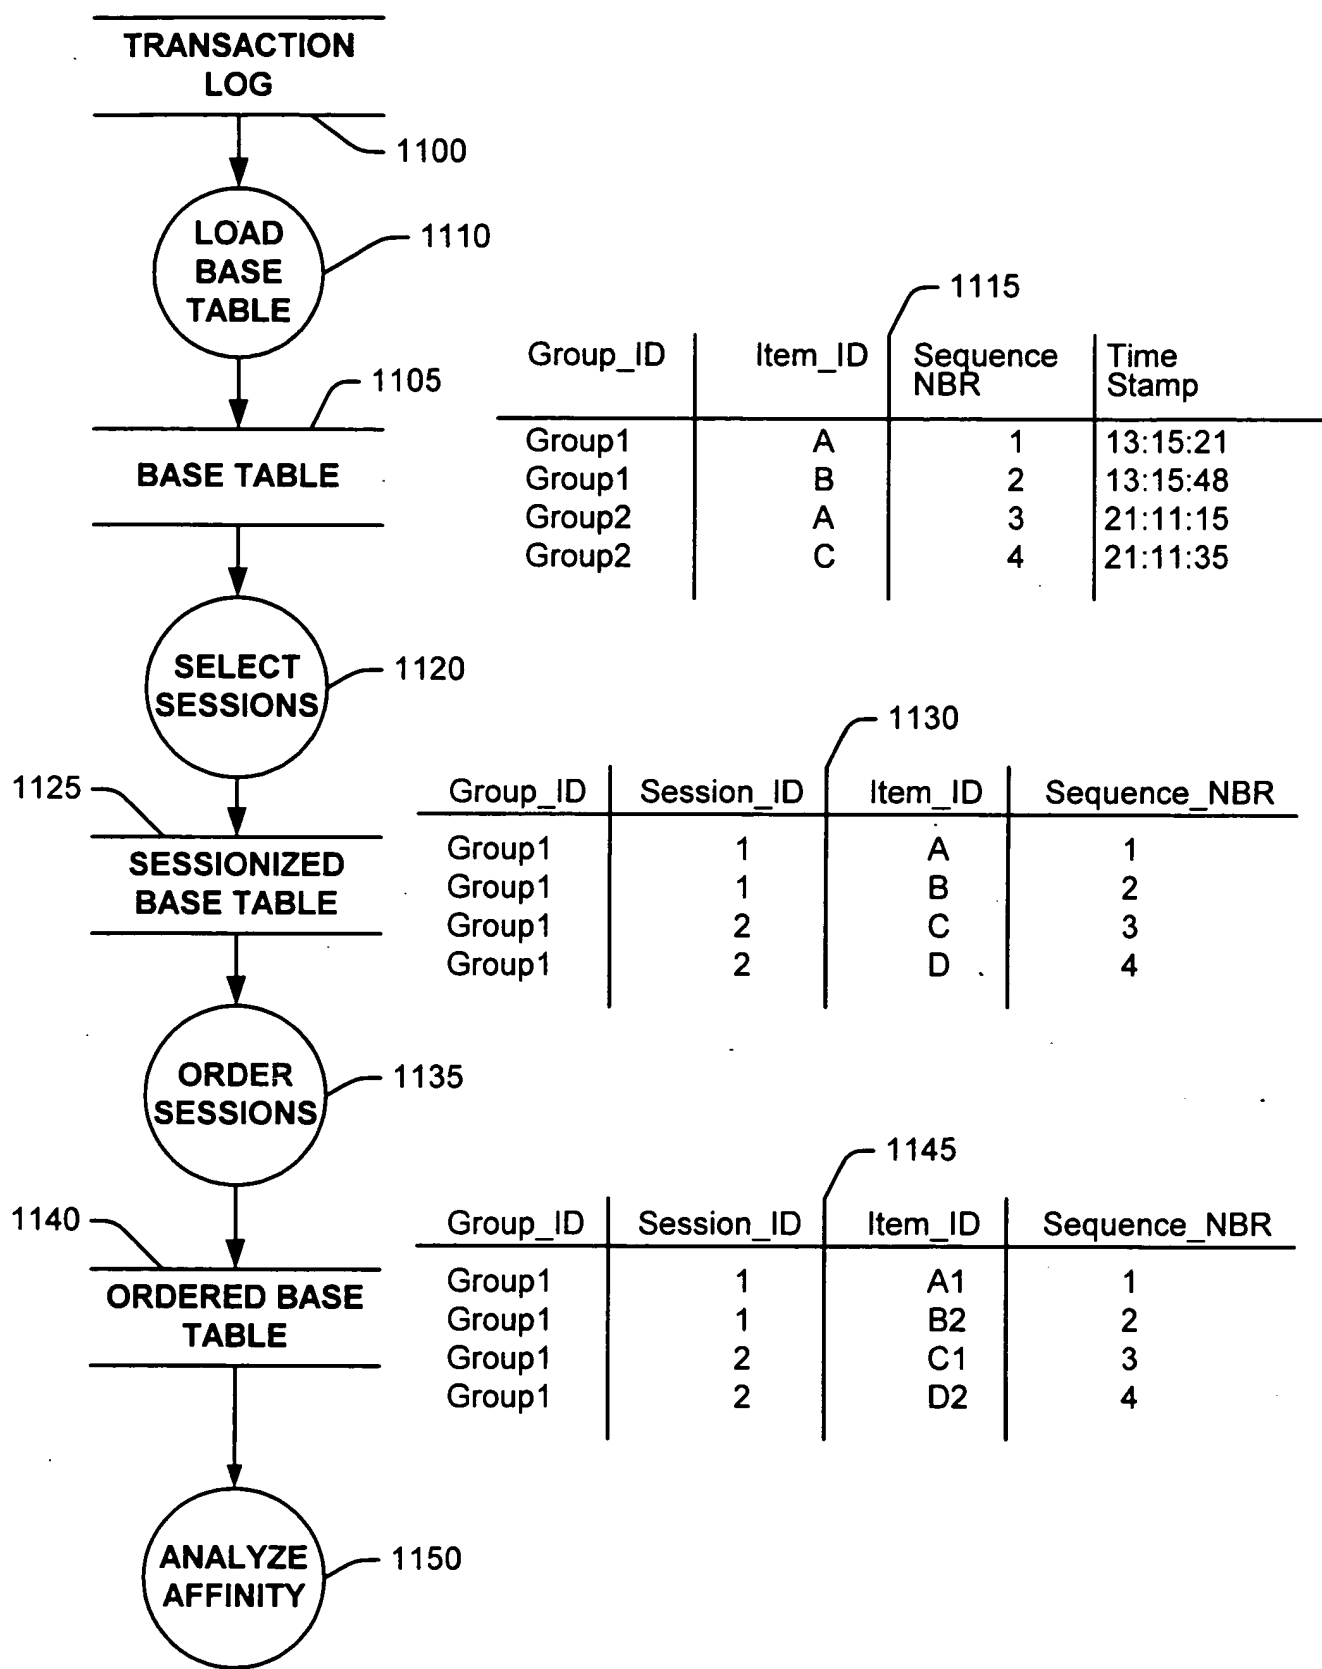 TRANSACTION
LOG
1100
LOAD
BASE
TABLE
1110
1105
BASE TABLE
1115
Group_ID Item_ID Sequence NBR Time Stamp
Group1 A 1 13:15:21
Group1 B 2 13:15:48
Group2 A 3 21:11:15
Group2 C 4 21:11:35
SELECT
SESSIONS
1120
1125
SESSIONIZED
BASE TABLE
1130
Group_ID Session_ID Item_ID Sequence_NBR
Group1 1 A 1
Group1 1 B 2
Group1 2 C 3
Group1 2 D 4
ORDER
SESSIONS
1135
1140
ORDERED BASE
TABLE
1145
Group_ID Session_ID Item_ID Sequence_NBR
Group1 1 A1 1
Group1 1 B2 2
Group1 2 C1 3
Group1 2 D2 4
ANALYZE
AFFINITY
1150